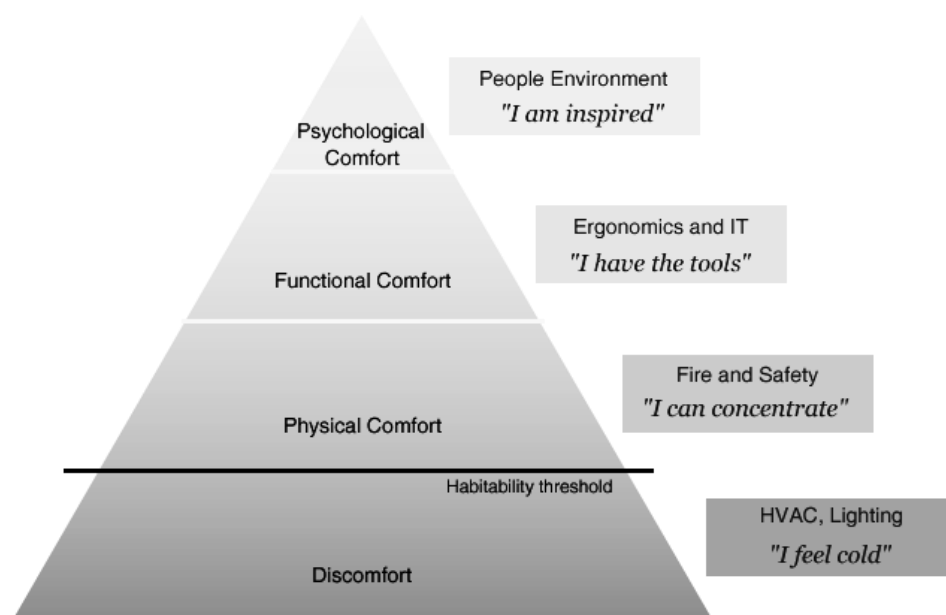 People Environment
"I am inspired"
Psychological
Comfort
Ergonomics and IT
"I have the tools"
Functional Comfort
Fire and Safety
"I can concentrate"
Physical Comfort
Habitability threshold
HVAC, Lighting
"I feel cold"
Discomfort